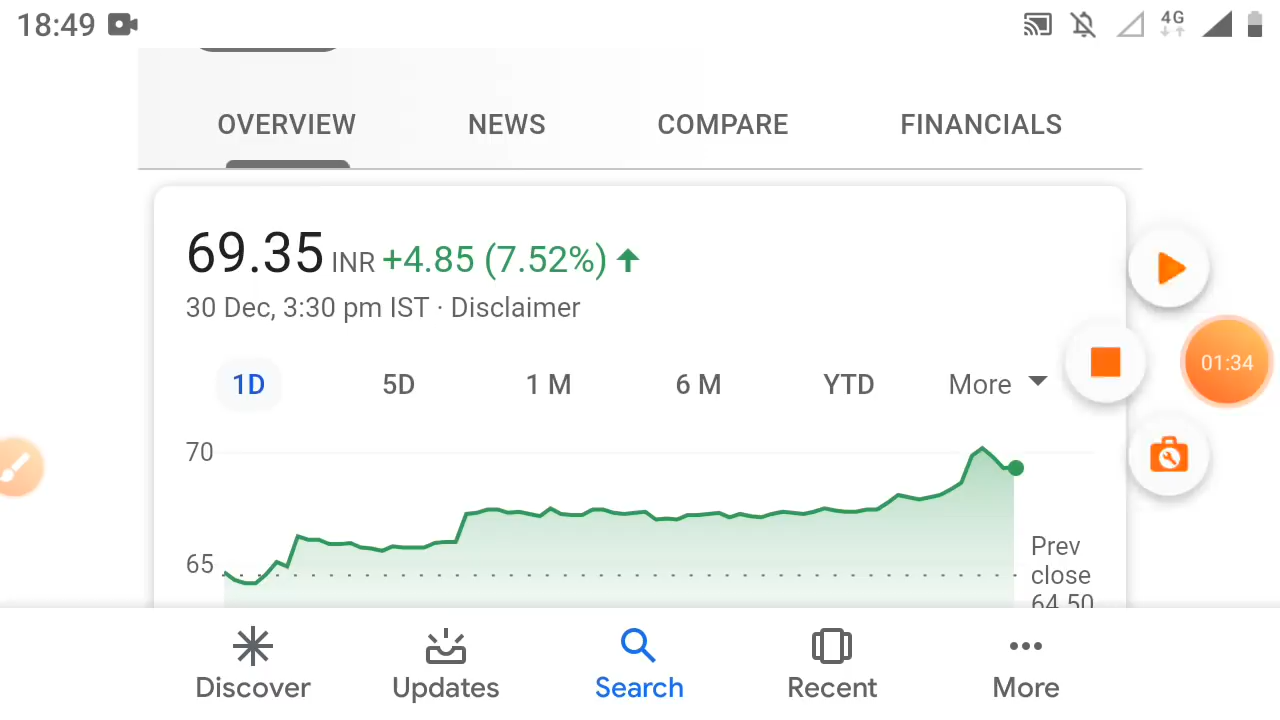 18:49
4G
OVERVIEW NEWS COMPARE FINANCIALS
69.35 INR +4.85 (7.52%)
30 Dec, 3:30 pm IST · Disclaimer
1D 5D 1 M 6 M YTD More
01:34
70
65
Prev
close
64.50
Discover Updates Search Recent More